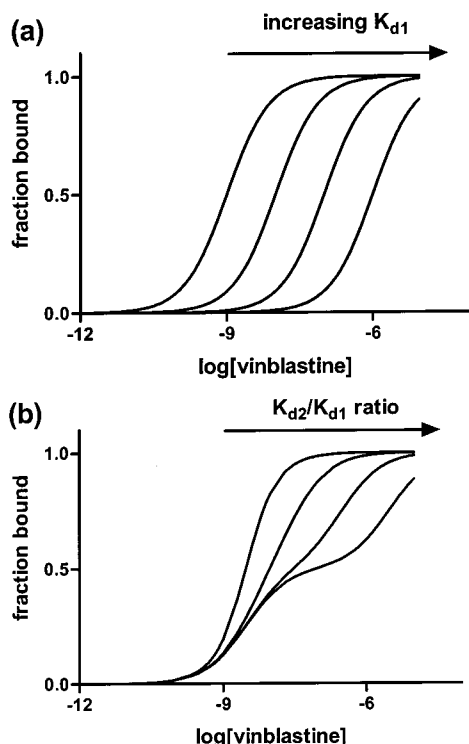 (a)
increasing Kd1
fraction bound
1.0
0.5
0.0
-12 -9 -6
log[vinblastine]
(b)
Kd2/Kd1 ratio
fraction bound
1.0
0.5
0.0
-12 -9 -6
log[vinblastine]